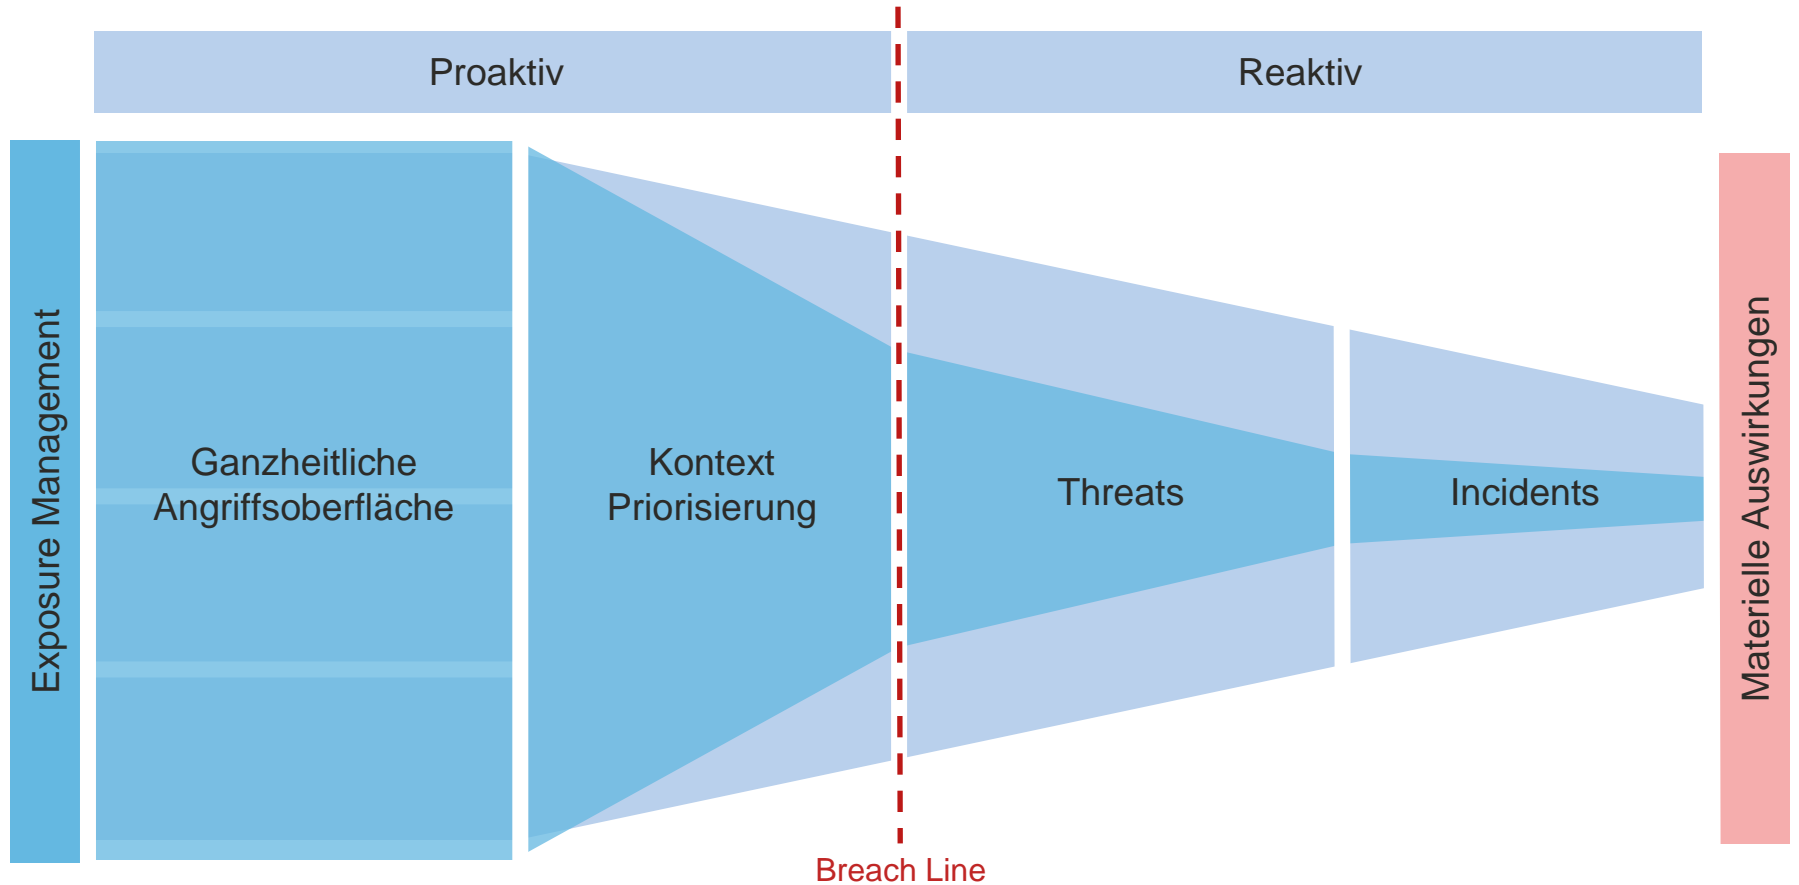 Proaktiv
Reaktiv
Exposure Management
Ganzheitliche
Angriffsoberfläche
Kontext
Priorisierung
Threats
Incidents
Materielle Auswirkungen
Breach Line